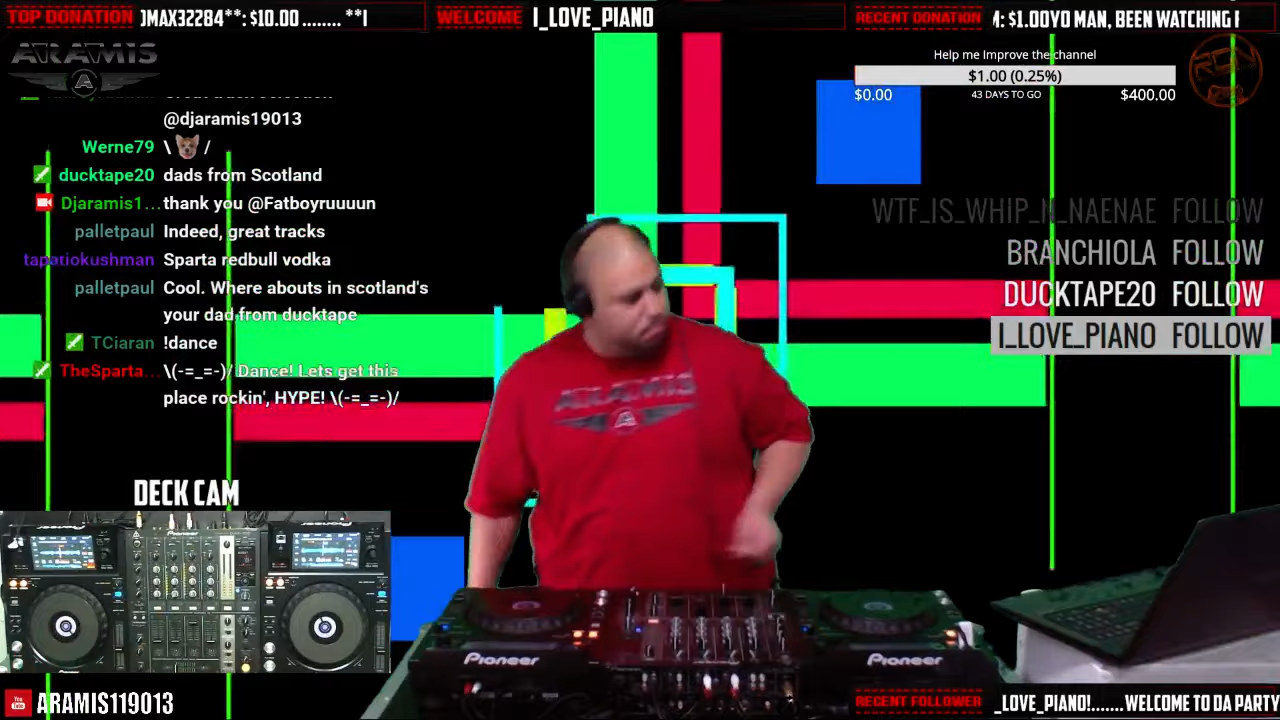 TOP DONATION
JMAX32284**: $10.00 ........ **I
WELCOME I_LOVE_PIANO
RECENT DONATION
M: $1.00YO MAN, BEEN WATCHING F
ARAMIS
A
Help me Improve the channel
$1.00 (0.25%)
$0.00 43 DAYS TO GO $400.00
@djaramis19013
Werne79 \ /
ducktape20 dads from Scotland
Djaramis1... thank you @Fatboyruuuun
palletpaul Indeed, great tracks
tapatiokushman Sparta redbull vodka
palletpaul Cool. Where abouts in scotland's
your dad from ducktape
TCiaran !dance
TheSparta... \(-=_=-)/ Dance! Lets get this
place rockin', HYPE! \(-=_=-)/
WTF_IS_WHIP_N_NAENAE FOLLOW
BRANCHIOLA FOLLOW
DUCKTAPE20 FOLLOW
I_LOVE_PIANO FOLLOW
ARAMIS
A
DECK CAM
Pioneer
Pioneer
Pioneer
You Tube
ARAMIS119013
RECENT FOLLOWER
_LOVE_PIANO!.......WELCOME TO DA PARTY